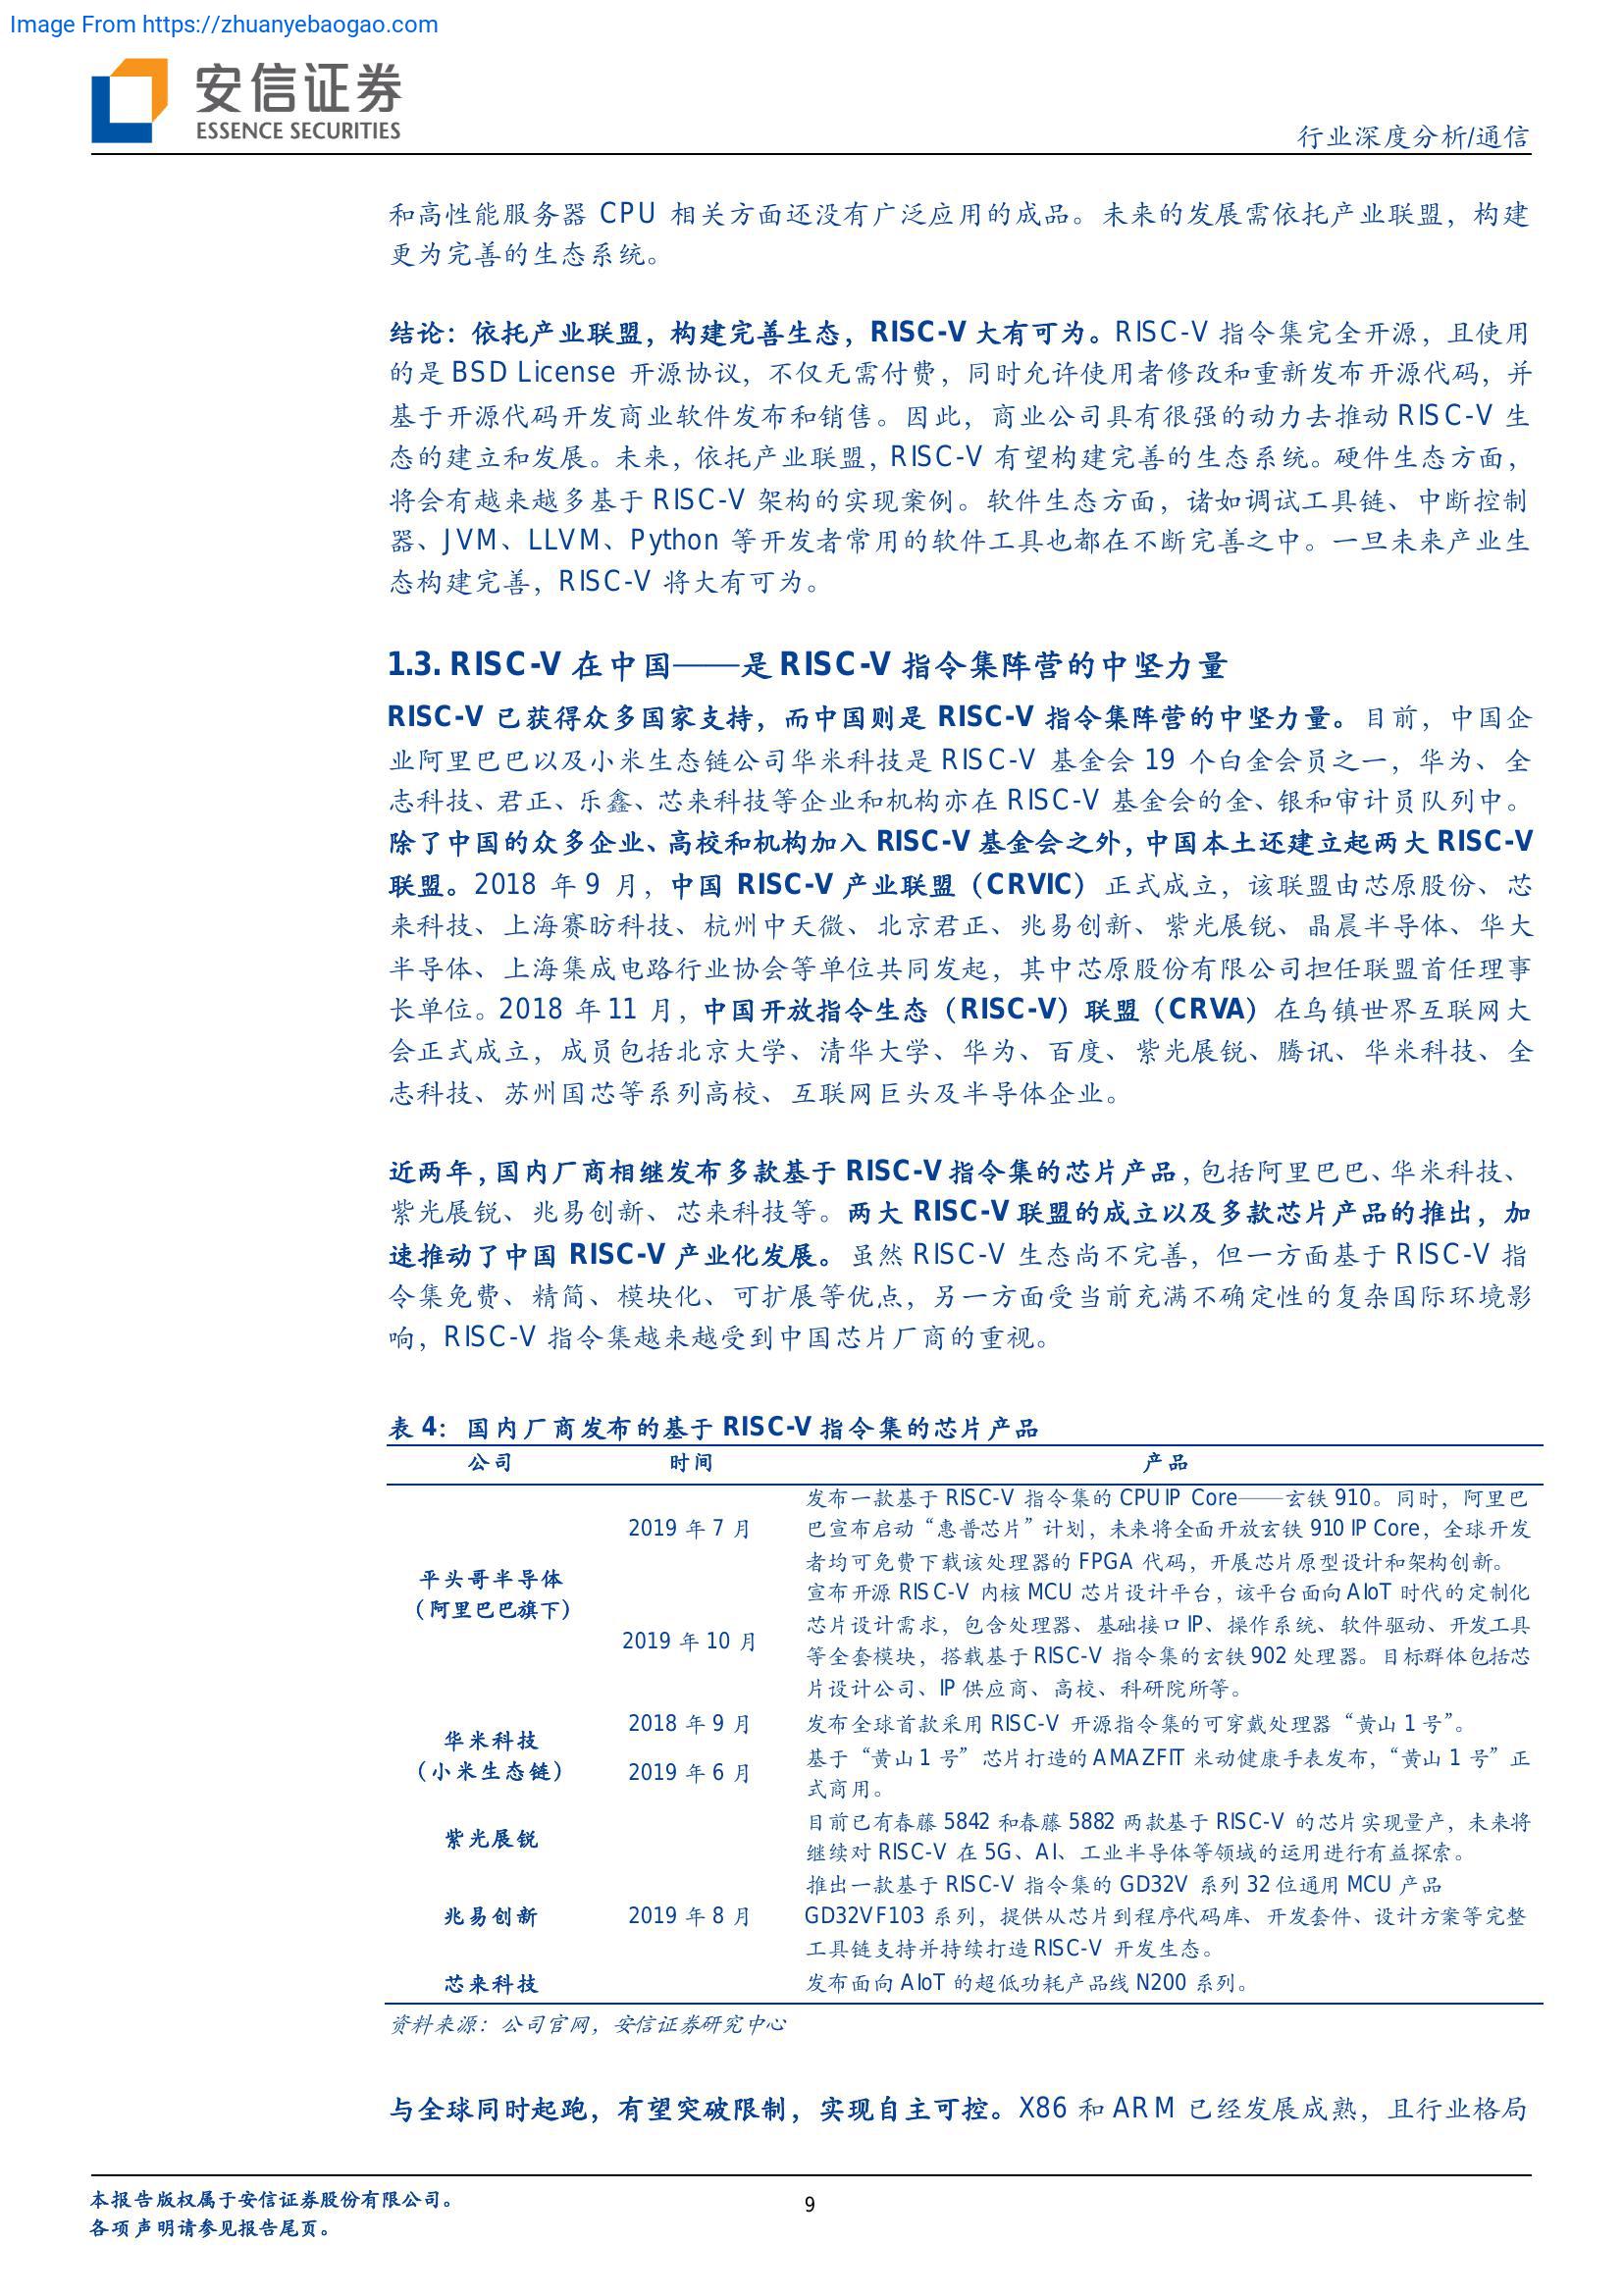 Image From https://zhuanyebaogao.com
安信证券
ESSENCE SECURITIES
行业深度分析/通信
和高性能服务器 CPU 相关方面还没有广泛应用的成品。未来的发展需依托产业联盟，构建
更为完善的生态系统。
结论：依托产业联盟，构建完善生态，RISC-V 大有可为。RISC-V 指令集完全开源，且使用
的是 BSD License 开源协议，不仅无需付费，同时允许使用者修改和重新发布开源代码，并
基于开源代码开发商业软件发布和销售。因此，商业公司具有很强的动力去推动 RISC-V 生
态的建立和发展。未来，依托产业联盟，RISC-V 有望构建完善的生态系统。硬件生态方面，
将会有越来越多基于 RISC-V 架构的实现案例。软件生态方面，诸如调试工具链、中断控制
器、JVM、LLVM、Python 等开发者常用的软件工具也都在不断完善之中。一旦未来产业生
态构建完善，RISC-V 将大有可为。
1.3. RISC-V 在中国——是 RISC-V 指令集阵营的中坚力量
RISC-V 已获得众多国家支持，而中国则是 RISC-V 指令集阵营的中坚力量。目前，中国企
业阿里巴巴以及小米生态链公司华米科技是 RISC-V 基金会 19 个白金会员之一，华为、全
志科技、君正、乐鑫、芯来科技等企业和机构亦在 RISC-V 基金会的金、银和审计员队列中。
除了中国的众多企业、高校和机构加入 RISC-V 基金会之外，中国本土还建立起两大 RISC-V
联盟。2018 年 9 月，中国 RISC-V 产业联盟（CRVIC）正式成立，该联盟由芯原股份、芯
来科技、上海赛昉科技、杭州中天微、北京君正、兆易创新、紫光展锐、晶晨半导体、华大
半导体、上海集成电路行业协会等单位共同发起，其中芯原股份有限公司担任联盟首任理事
长单位。2018 年 11 月，中国开放指令生态（RISC-V）联盟（CRVA）在乌镇世界互联网大
会正式成立，成员包括北京大学、清华大学、华为、百度、紫光展锐、腾讯、华米科技、全
志科技、苏州国芯等系列高校、互联网巨头及半导体企业。
近两年，国内厂商相继发布多款基于 RISC-V 指令集的芯片产品，包括阿里巴巴、华米科技、
紫光展锐、兆易创新、芯来科技等。两大 RISC-V 联盟的成立以及多款芯片产品的推出，加
速推动了中国 RISC-V 产业化发展。虽然 RISC-V 生态尚不完善，但一方面基于 RISC-V 指
令集免费、精简、模块化、可扩展等优点，另一方面受当前充满不确定性的复杂国际环境影
响，RISC-V 指令集越来越受到中国芯片厂商的重视。
表 4：国内厂商发布的基于 RISC-V 指令集的芯片产品
公司 时间 产品
平头哥半导体
（阿里巴巴旗下）
2019 年 7 月
发布一款基于 RISC-V 指令集的 CPU IP Core——玄铁 910。同时，阿里巴
巴宣布启动“惠普芯片”计划，未来将全面开放玄铁 910 IP Core，全球开发
者均可免费下载该处理器的 FPGA 代码，开展芯片原型设计和架构创新。
2019 年 10 月
宣布开源 RISC-V 内核 MCU 芯片设计平台，该平台面向 AIoT 时代的定制化
芯片设计需求，包含处理器、基础接口 IP、操作系统、软件驱动、开发工具
等全套模块，搭载基于 RISC-V 指令集的玄铁 902 处理器。目标群体包括芯
片设计公司、IP 供应商、高校、科研院所等。
华米科技
（小米生态链）
2018 年 9 月
发布全球首款采用 RISC-V 开源指令集的可穿戴处理器“黄山 1 号”。
2019 年 6 月
基于“黄山 1 号”芯片打造的 AMAZFIT 米动健康手表发布，“黄山 1 号”正
式商用。
紫光展锐
目前已有春藤 5842 和春藤 5882 两款基于 RISC-V 的芯片实现量产，未来将
继续对 RISC-V 在 5G、AI、工业半导体等领域的运用进行有益探索。
兆易创新
2019 年 8 月
推出一款基于 RISC-V 指令集的 GD32V 系列 32 位通用 MCU 产品
GD32VF103 系列，提供从芯片到程序代码库、开发套件、设计方案等完整
工具链支持并持续打造 RISC-V 开发生态。
芯来科技
发布面向 AIoT 的超低功耗产品线 N200 系列。
资料来源：公司官网，安信证券研究中心
与全球同时起跑，有望突破限制，实现自主可控。X86 和 ARM 已经发展成熟，且行业格局
本报告版权属于安信证券股份有限公司。
各项声明请参见报告尾页。
9